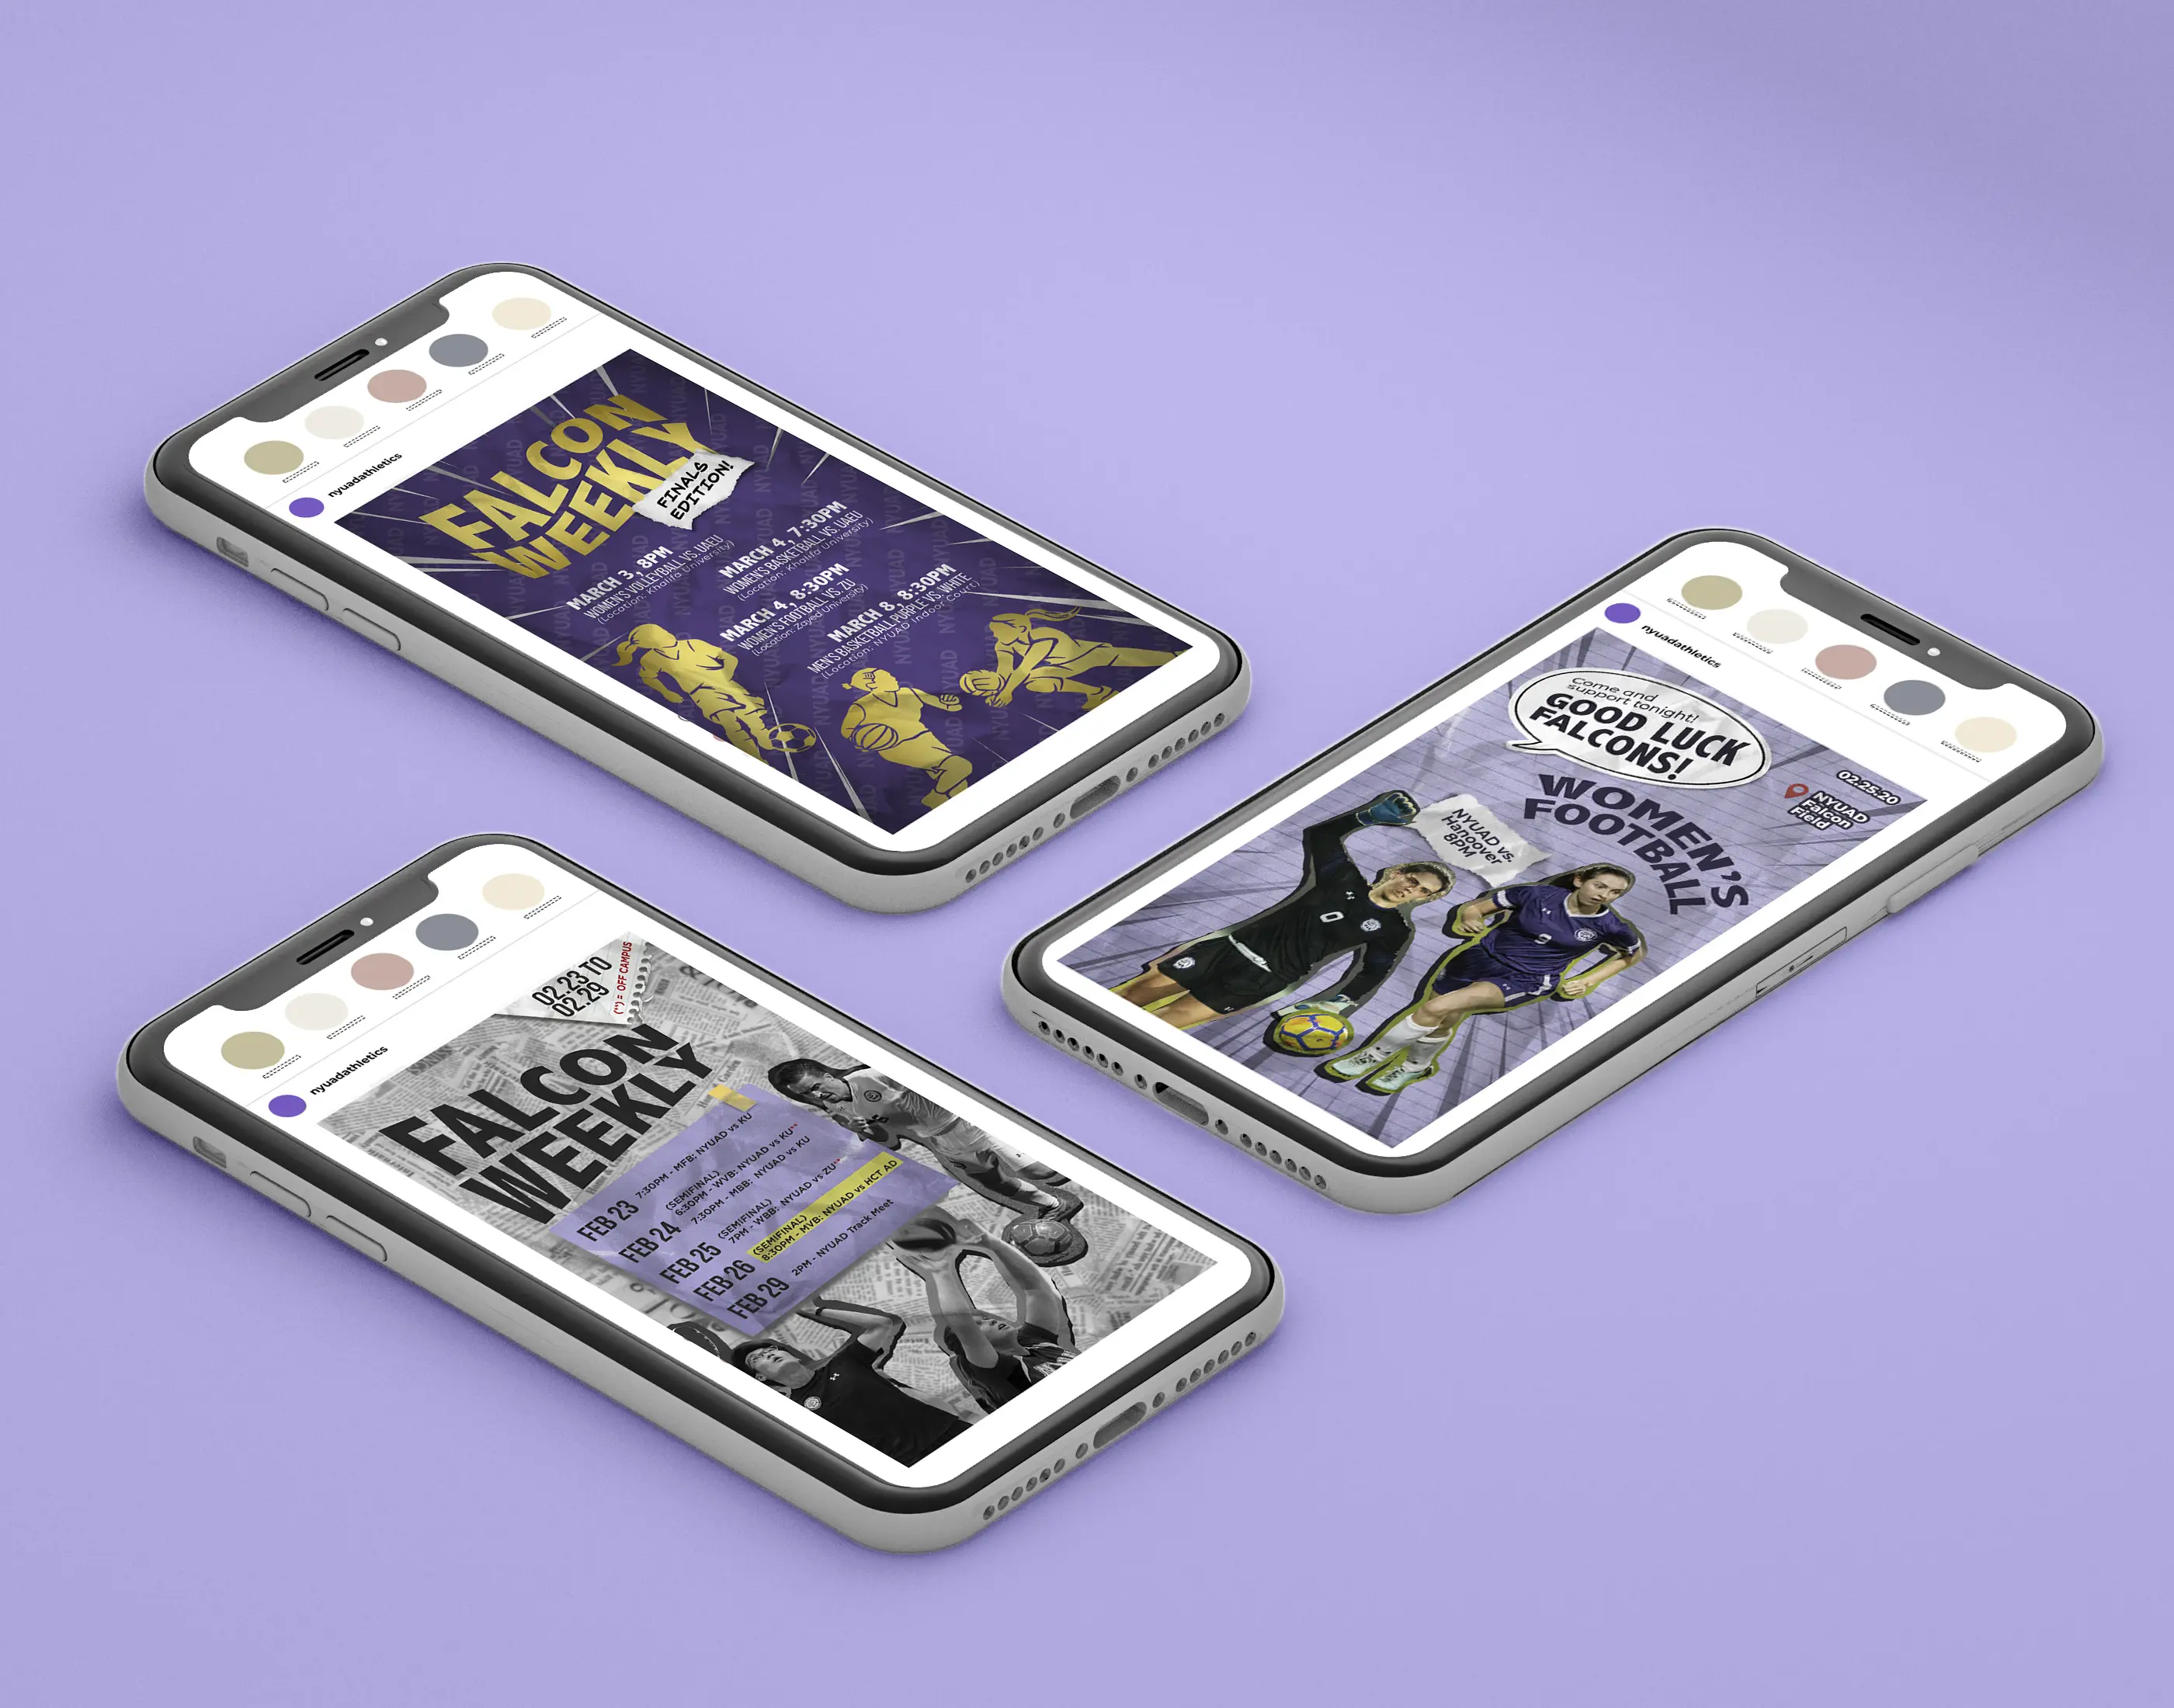 nyuadathletics
FALCON
WEEKLY
FINALS
EDITION!
MARCH 3, 8PM
WOMEN'S VOLLEYBALL VS. UAEU
(Location: Khalifa University)
MARCH 4, 7:30PM
WOMEN'S BASKETBALL VS. UAEU
(Location: Khalifa University)
MARCH 4, 8:30PM
WOMEN'S FOOTBALL VS. ZU
(Location: Zayed University)
MARCH 8, 8:30PM
MEN'S BASKETBALL PURPLE VS. WHITE
(Location: NYUAD Indoor Court)
NYUAD
nyuadathletics
Come and
support tonight!
GOOD LUCK
FALCONS!
02.25.20
NYUAD
Falcon
Field
WOMEN'S
FOOTBALL
NYUAD vs.
Hanoover
8PM
0
9
nyuadathletics
02.23 TO
02.29
(**) = OFF CAMPUS
FALCON
WEEKLY
FEB 23 7:30PM - MFB: NYUAD vs KU
FEB 24 (SEMIFINAL)
6:30PM - WVB: NYUAD vs KU**
7:30PM - MBB: NYUAD vs KU
FEB 25 (SEMIFINAL)
7PM - WBB: NYUAD vs ZU**
FEB 26 (SEMIFINAL)
8:30PM - MVB: NYUAD vs HCT AD
FEB 29 2PM - NYUAD Track Meet